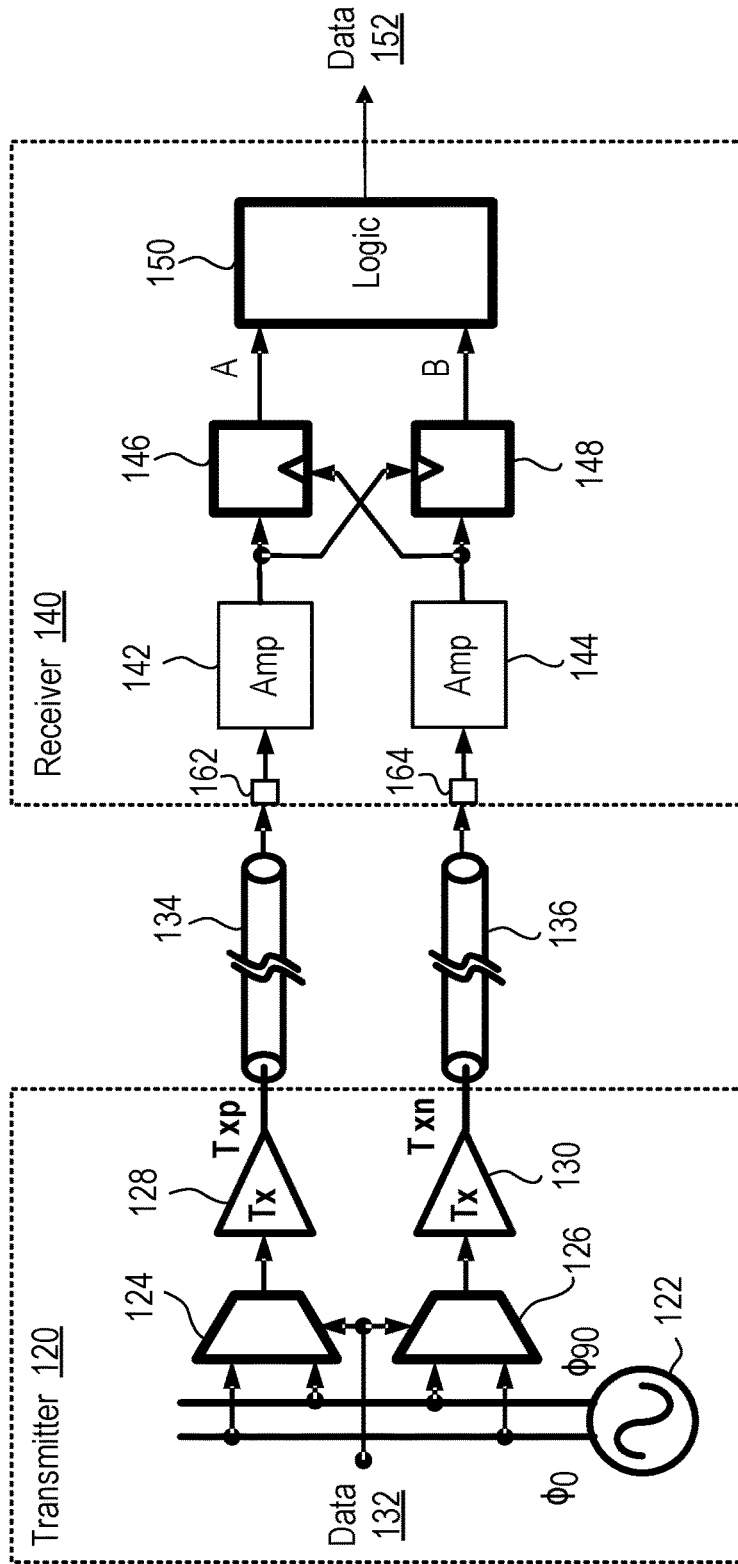 Transmitter 120
Data
132
ϕ0
ϕ90
122
124
126
Tx
128
Txp
Tx
130
Txn
134
136
Receiver 140
162
164
Amp
142
Amp
144
146
148
A
B
150
Logic
Data
152